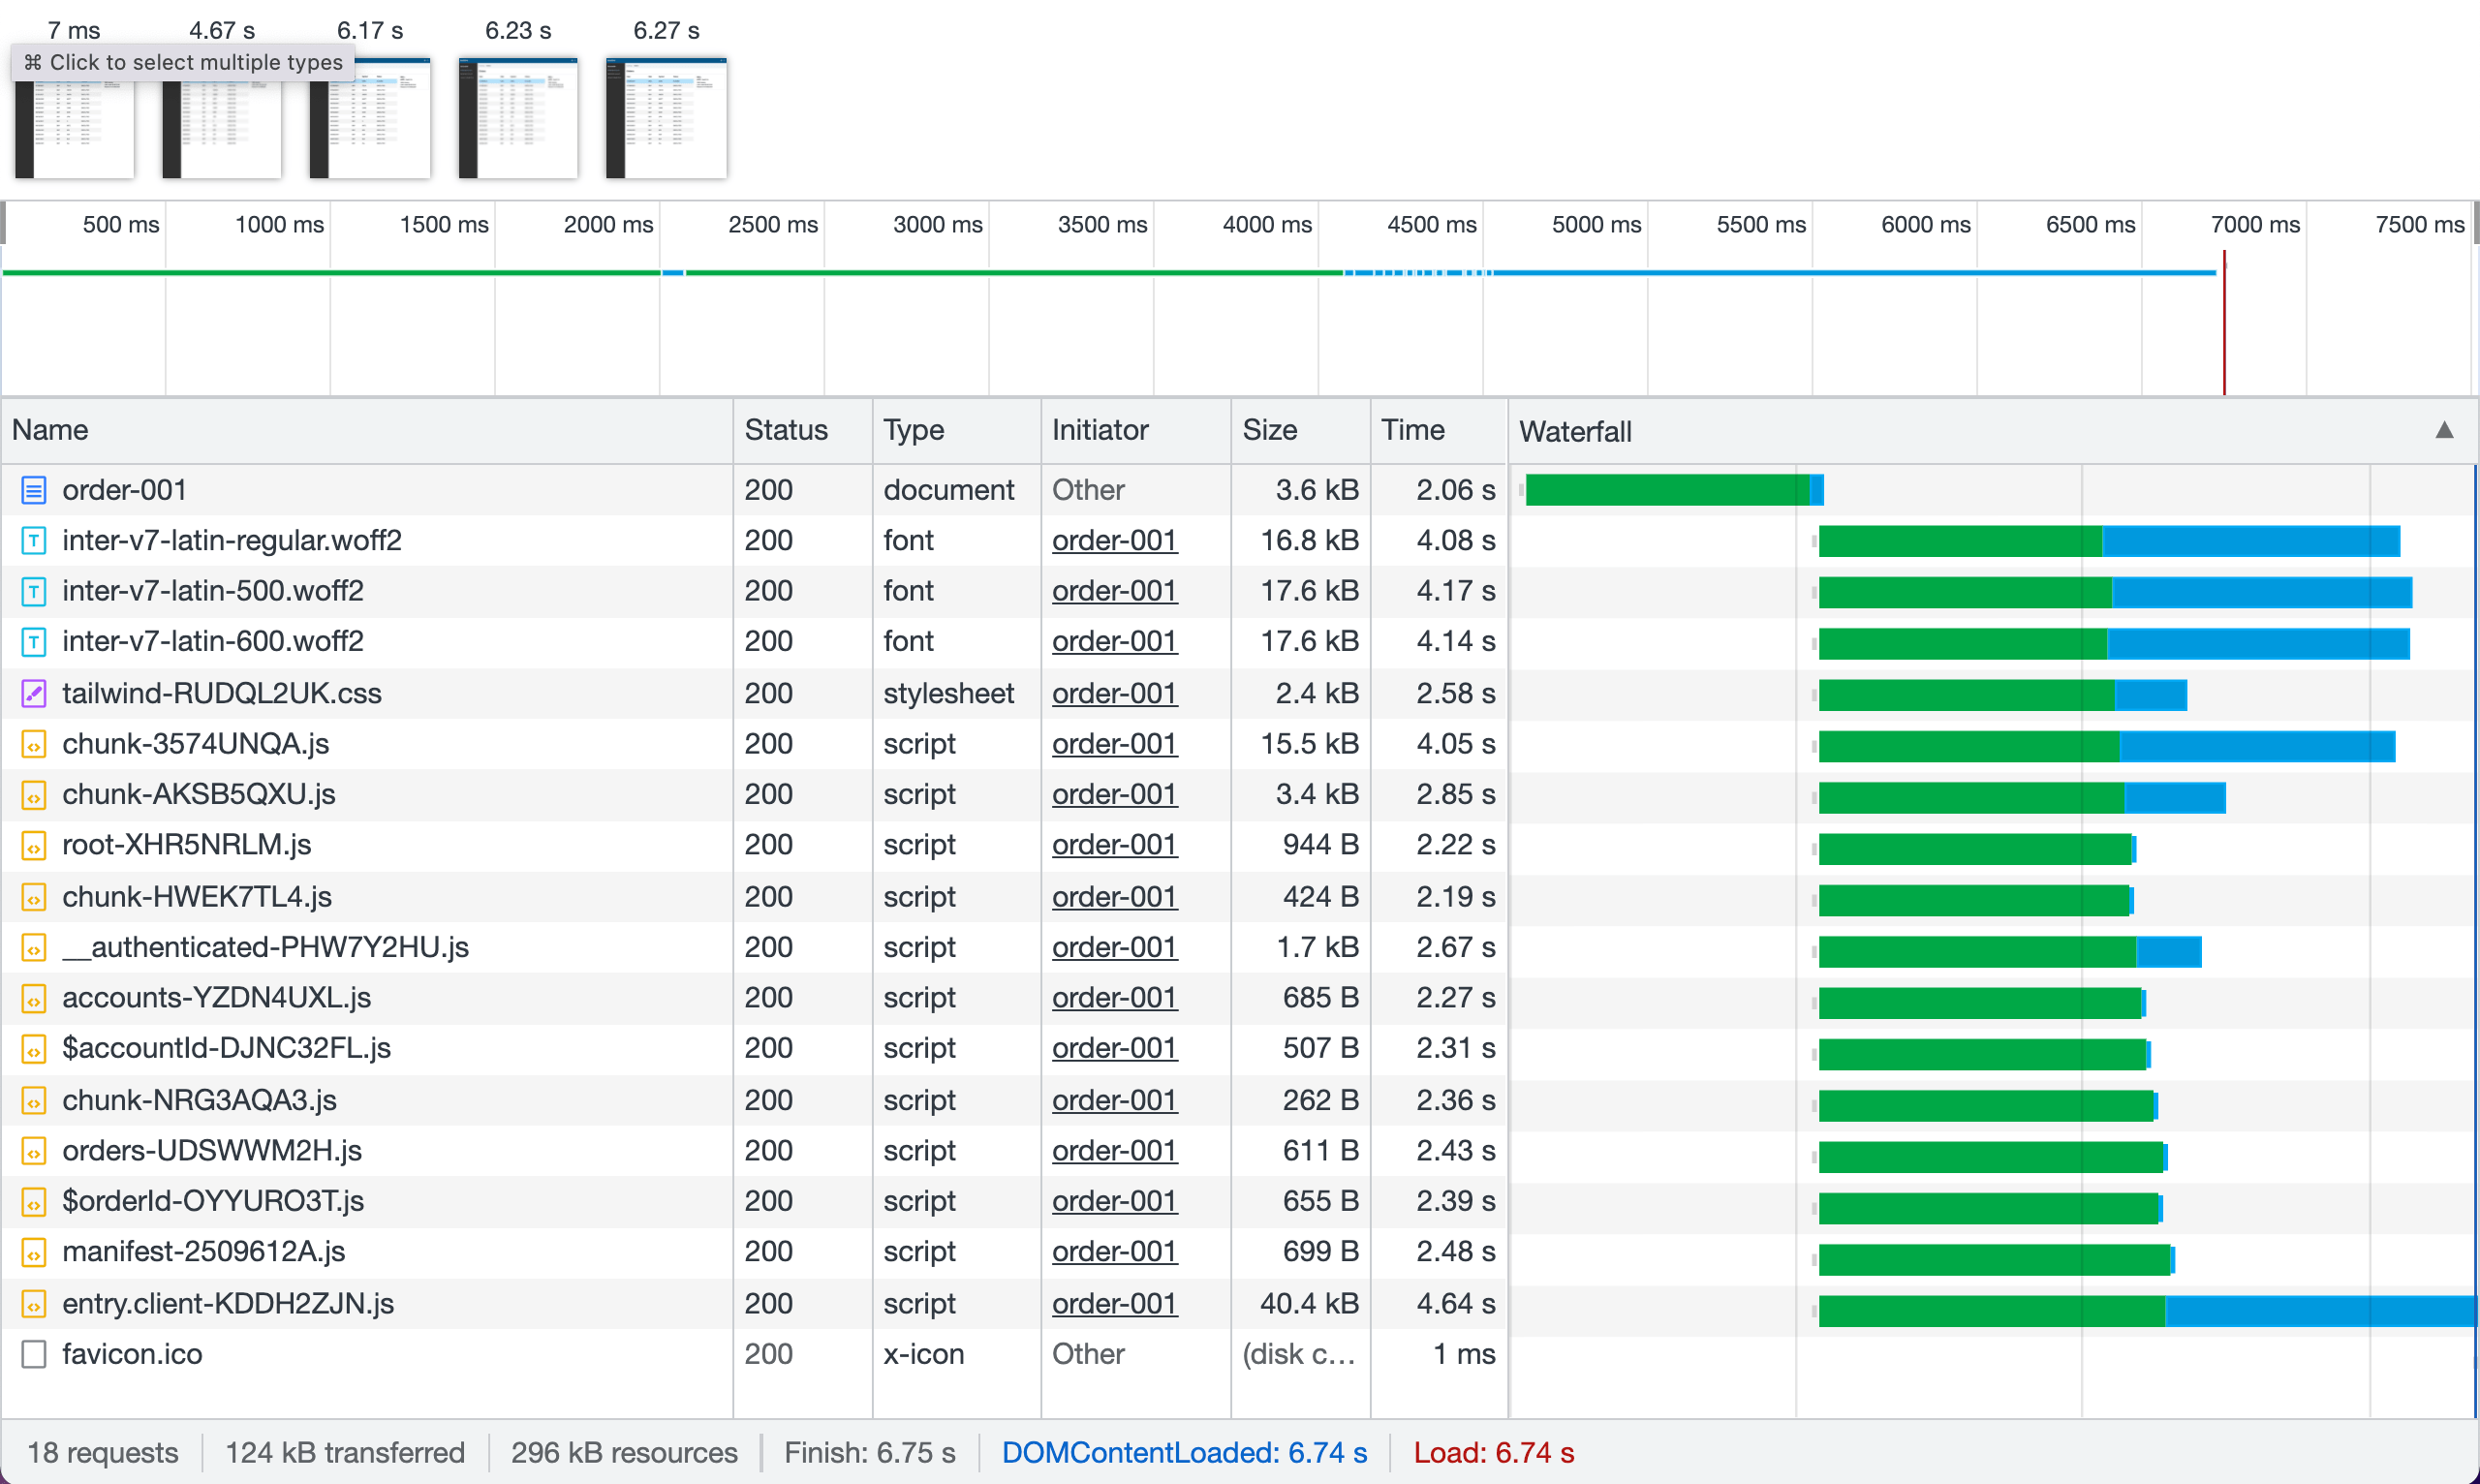 7 ms 4.67 s 6.17 s 6.23 s 6.27 s
⌘ Click to select multiple types
500 ms 1000 ms 1500 ms 2000 ms 2500 ms 3000 ms 3500 ms 4000 ms 4500 ms 5000 ms 5500 ms 6000 ms 6500 ms 7000 ms 7500 ms
Name Status Type Initiator Size Time Waterfall ▲
order-001 200 document Other 3.6 kB 2.06 s
inter-v7-latin-regular.woff2 200 font order-001 16.8 kB 4.08 s
inter-v7-latin-500.woff2 200 font order-001 17.6 kB 4.17 s
inter-v7-latin-600.woff2 200 font order-001 17.6 kB 4.14 s
tailwind-RUDQL2UK.css 200 stylesheet order-001 2.4 kB 2.58 s
chunk-3574UNQA.js 200 script order-001 15.5 kB 4.05 s
chunk-AKSB5QXU.js 200 script order-001 3.4 kB 2.85 s
root-XHR5NRLM.js 200 script order-001 944 B 2.22 s
chunk-HWEK7TL4.js 200 script order-001 424 B 2.19 s
__authenticated-PHW7Y2HU.js 200 script order-001 1.7 kB 2.67 s
accounts-YZDN4UXL.js 200 script order-001 685 B 2.27 s
$accountId-DJNC32FL.js 200 script order-001 507 B 2.31 s
chunk-NRG3AQA3.js 200 script order-001 262 B 2.36 s
orders-UDSWWM2H.js 200 script order-001 611 B 2.43 s
$orderId-OYYURO3T.js 200 script order-001 655 B 2.39 s
manifest-2509612A.js 200 script order-001 699 B 2.48 s
entry.client-KDDH2ZJN.js 200 script order-001 40.4 kB 4.64 s
favicon.ico 200 x-icon Other (disk c... 1 ms
18 requests 124 kB transferred 296 kB resources Finish: 6.75 s DOMContentLoaded: 6.74 s Load: 6.74 s